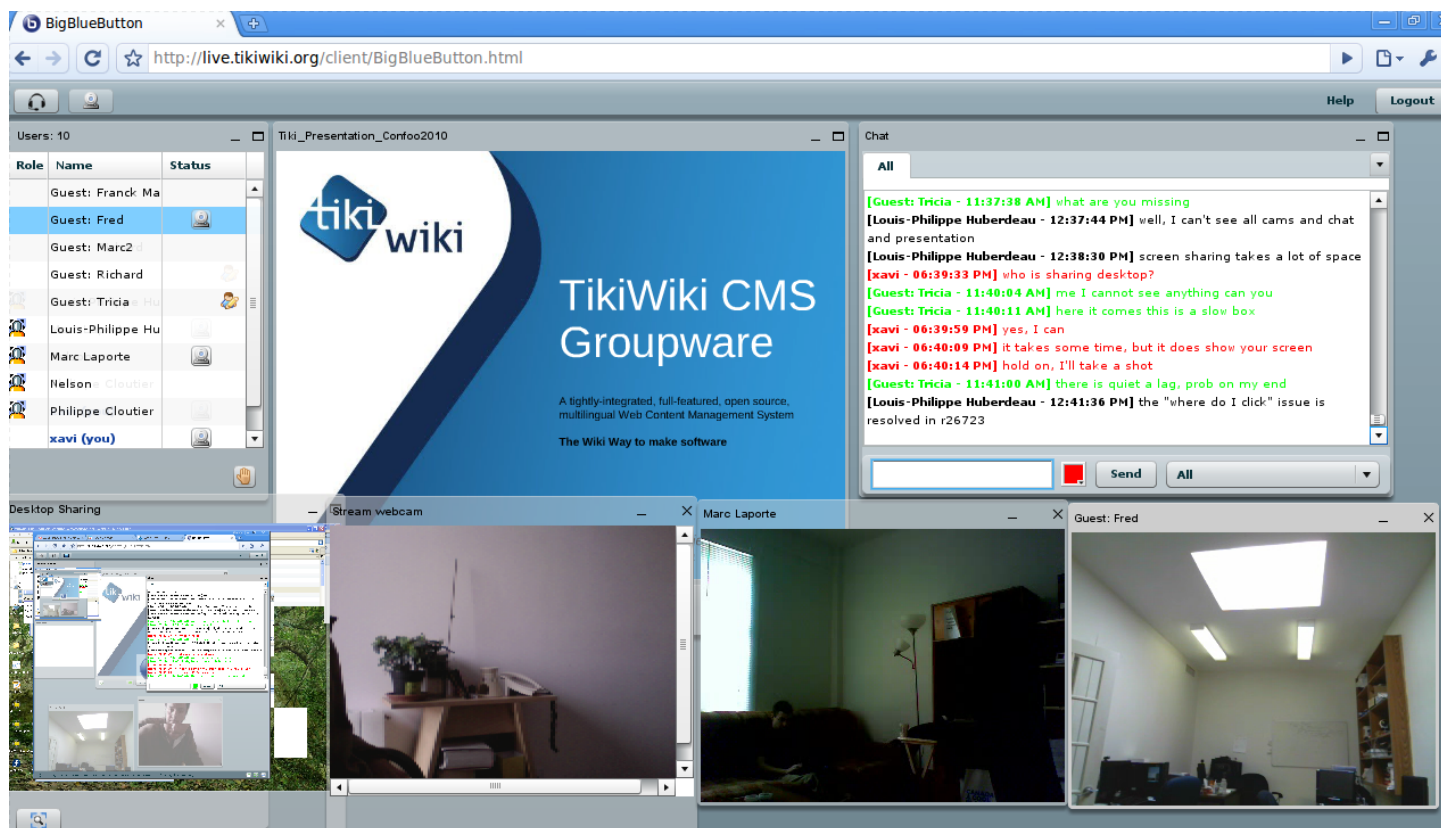 BigBlueButton
http://live.tikiwiki.org/client/BigBlueButton.html
Help
Logout
Users: 10
Role Name Status
Guest: Franck Ma
Guest: Fred
Guest: Marc2
Guest: Richard
Guest: Tricia
Louis-Philippe Hu
Marc Laporte
Nelson Cloutier
Philippe Cloutier
xavi (you)
Tiki_Presentation_Confoo2010
tiki
wiki
TikiWiki CMS
Groupware
A tightly-integrated, full-featured, open source,
multilingual Web Content Management System
The Wiki Way to make software
Chat
All
[Guest: Tricia - 11:37:38 AM] what are you missing
[Louis-Philippe Huberdeau - 12:37:44 PM] well, I can't see all cams and chat
and presentation
[Louis-Philippe Huberdeau - 12:38:30 PM] screen sharing takes a lot of space
[xavi - 06:39:33 PM] who is sharing desktop?
[Guest: Tricia - 11:40:04 AM] me I cannot see anything can you
[Guest: Tricia - 11:40:11 AM] here it comes this is a slow box
[xavi - 06:39:59 PM] yes, I can
[xavi - 06:40:09 PM] it takes some time, but it does show your screen
[xavi - 06:40:14 PM] hold on, I'll take a shot
[Guest: Tricia - 11:41:00 AM] there is quiet a lag, prob on my end
[Louis-Philippe Huberdeau - 12:41:36 PM] the "where do I click" issue is
resolved in r26723
Send
All
Desktop Sharing
Stream webcam
Marc Laporte
Guest: Fred
tiki
wiki